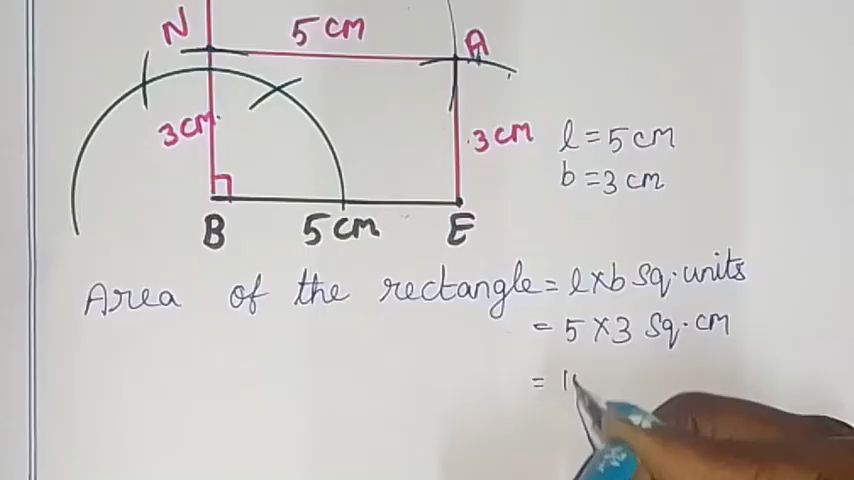 N
5 cm
A
3 cm
3 cm
l = 5 cm
b = 3 cm
B
5 cm
E
Area of the rectangle = l × b Sq. units
= 5 × 3 Sq. cm
= 1